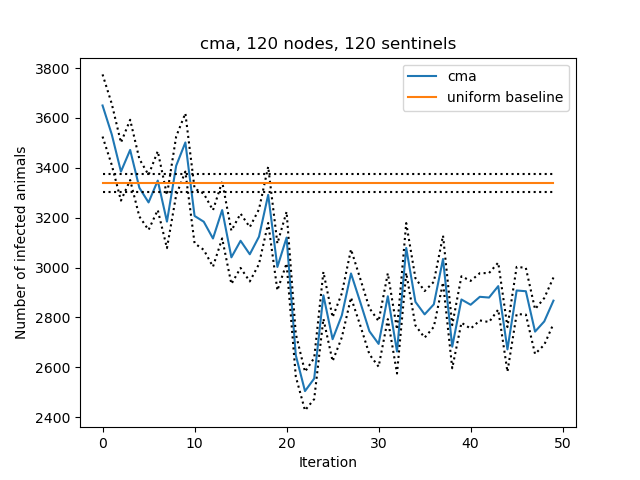 cma, 120 nodes, 120 sentinels
cma
uniform baseline
Number of infected animals
3800
3600
3400
3200
3000
2800
2600
2400
0
10
20
30
40
50
Iteration